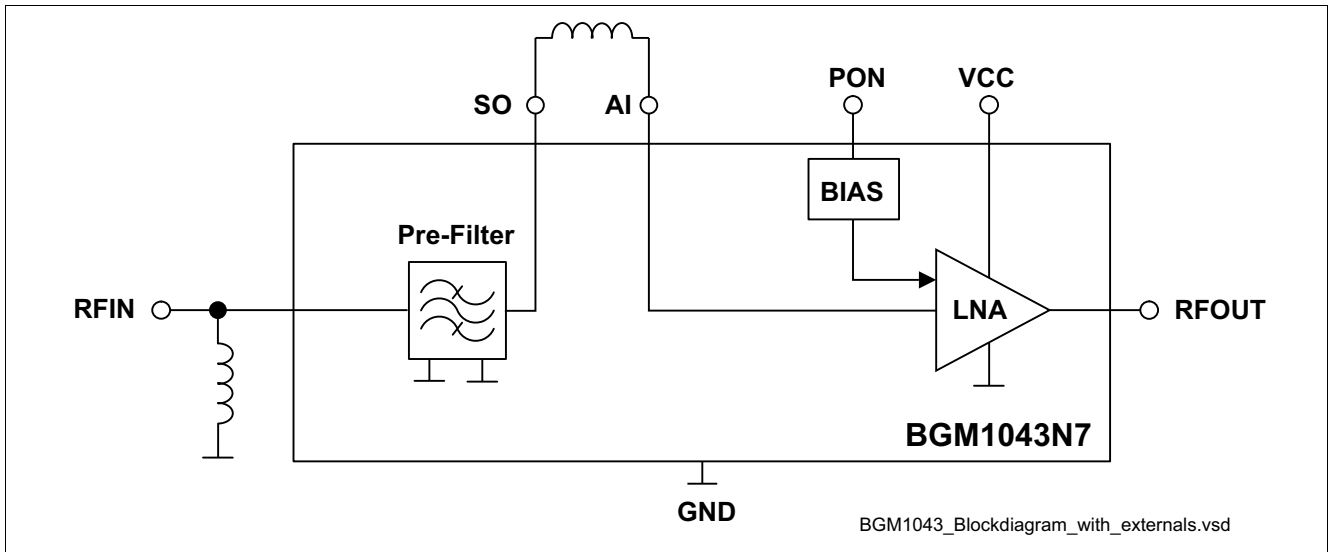 PON
VCC
SO
AI
BIAS
Pre-Filter
RFIN
LNA
RFOUT
BGM1043N7
GND
BGM1043_Blockdiagram_with_externals.vsd